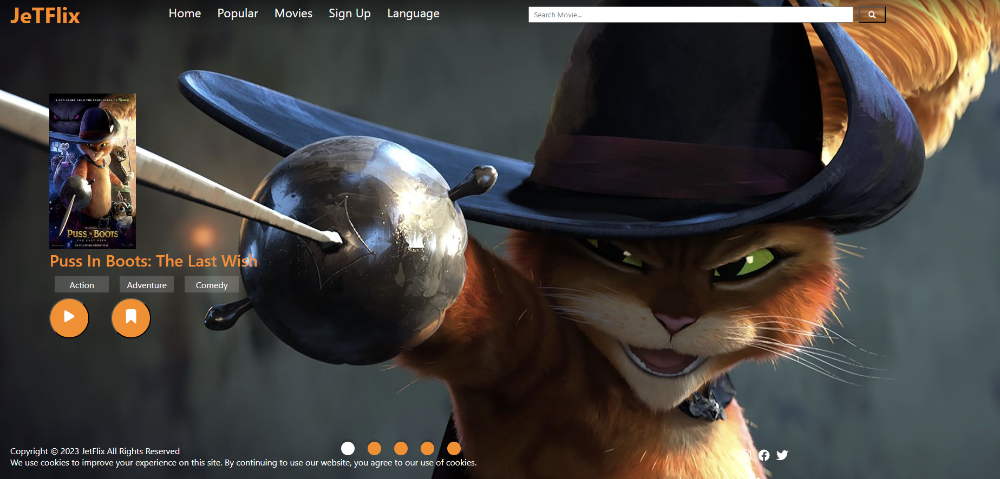 JeTFlix
Home Popular Movies Sign Up Language
Search Movie...
A NEW STORY FROM THE FAIRY TALES OF SHREK
PUSS IN BOOTS
THE LAST WISH
IN THEATERS CHRISTMAS
Puss In Boots: The Last Wish
Action Adventure Comedy
Copyright © 2023 JetFlix All Rights Reserved
We use cookies to improve your experience on this site. By continuing to use our website, you agree to our use of cookies.